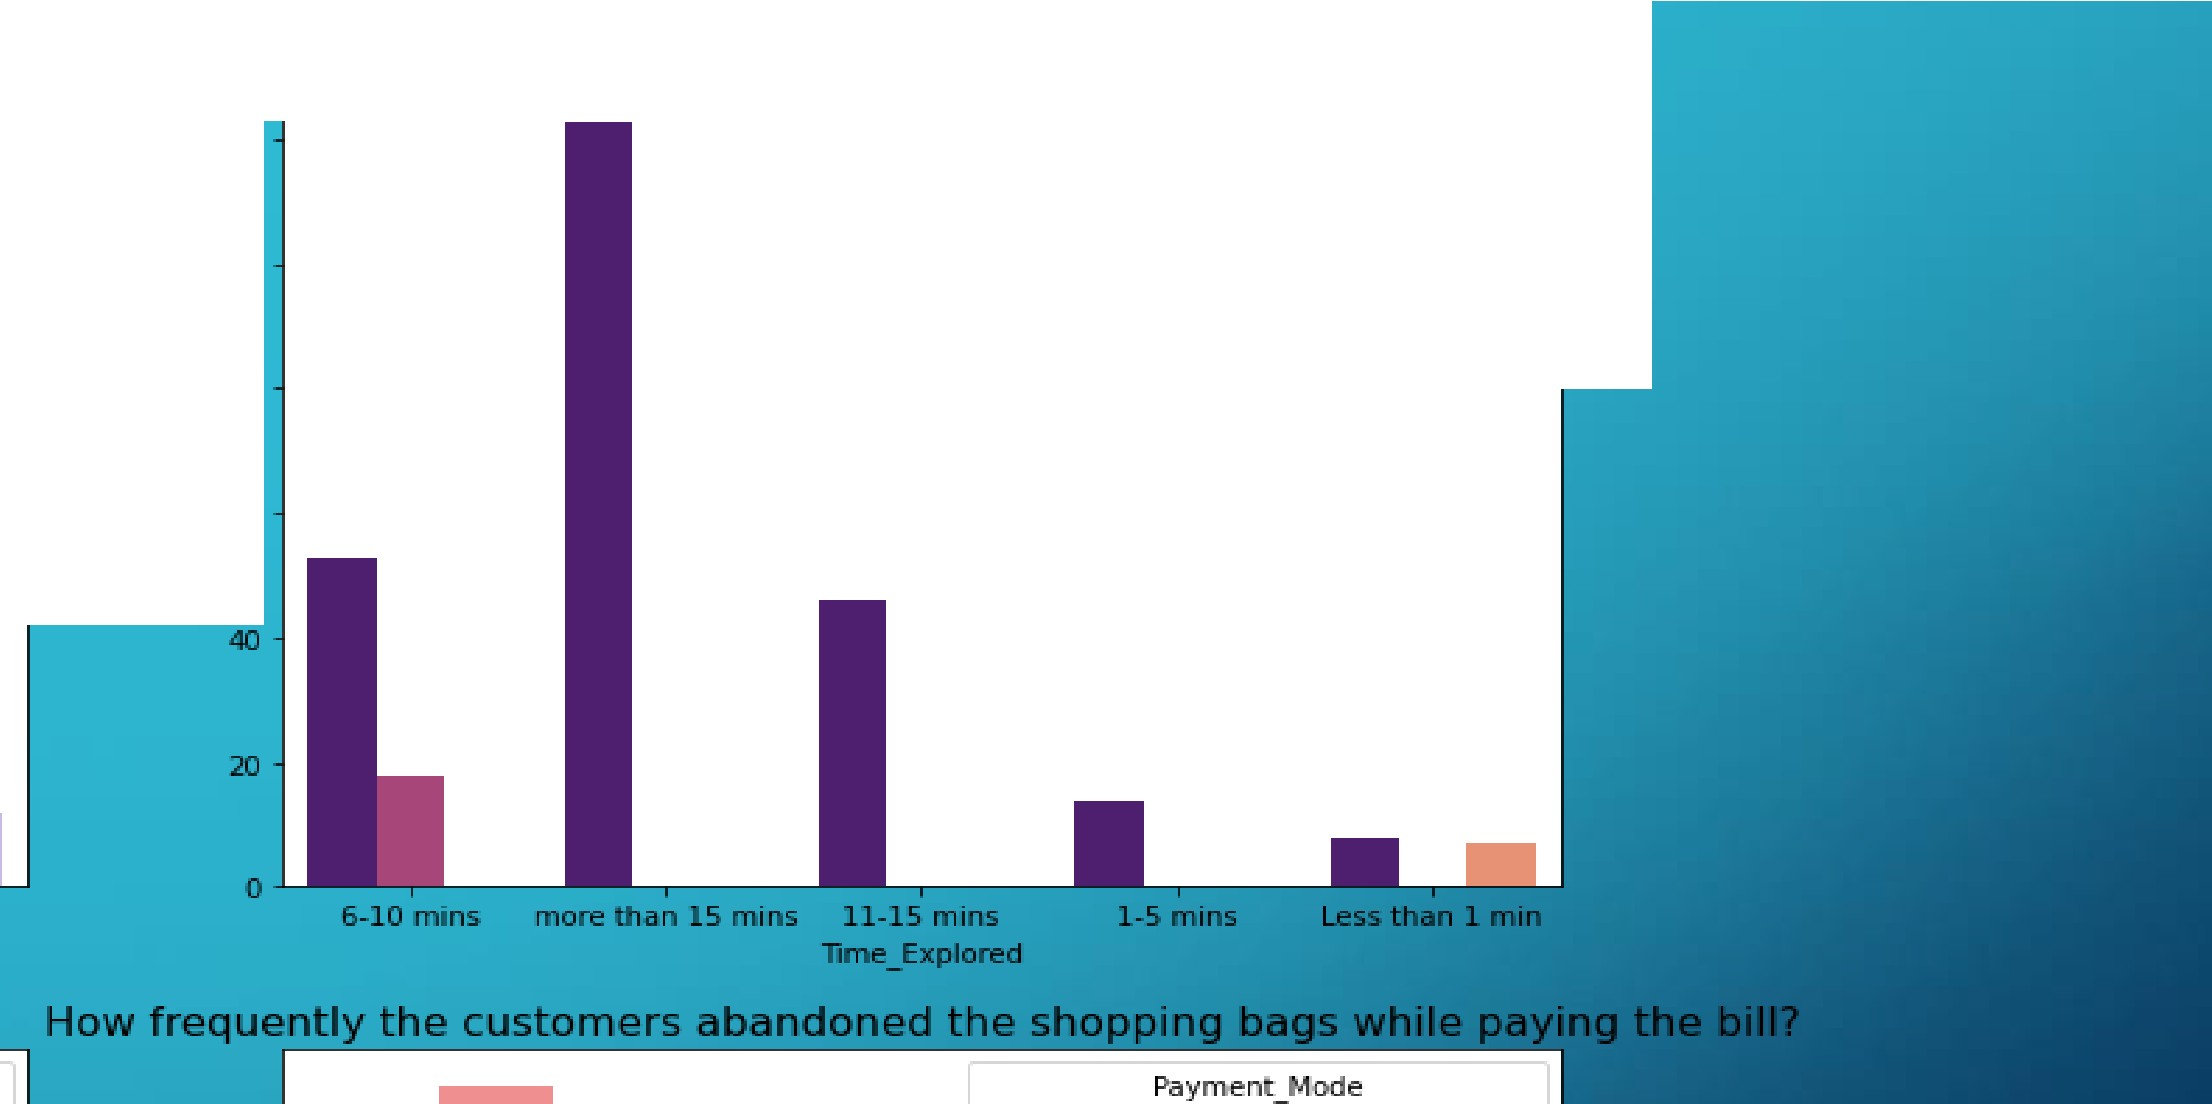 40
20
0
6-10 mins more than 15 mins 11-15 mins 1-5 mins Less than 1 min
Time_Explored
How frequently the customers abandoned the shopping bags while paying the bill?
Payment_Mode